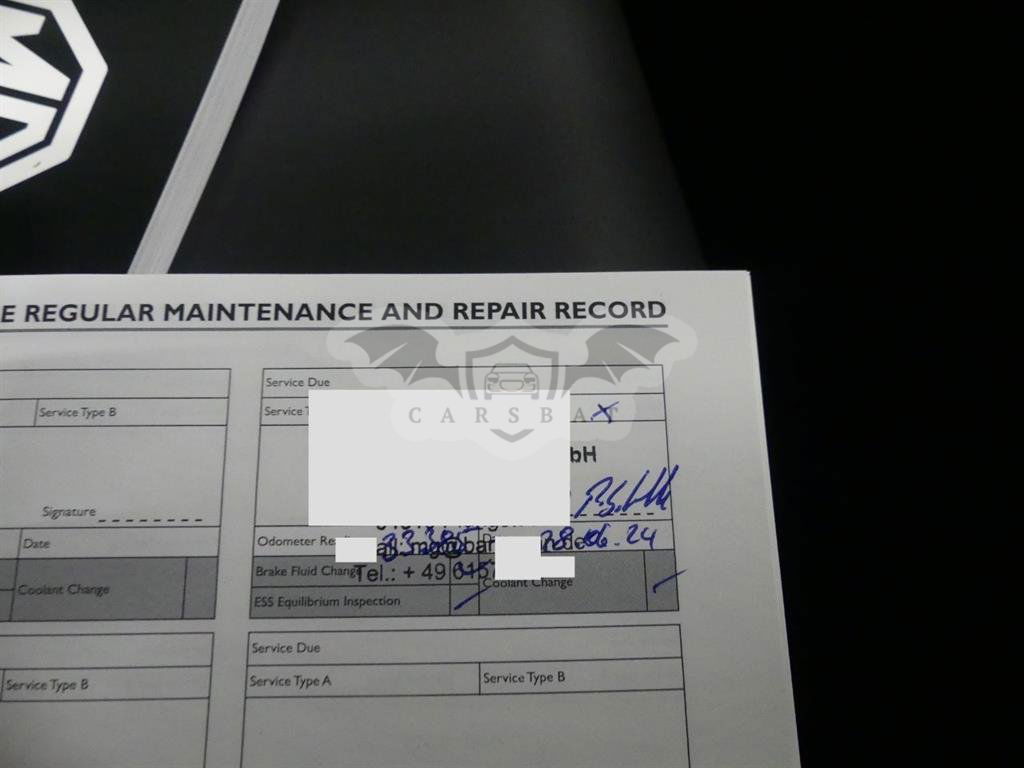 MG
E REGULAR MAINTENANCE AND REPAIR RECORD
CARSBAT
Service Due
Service Type B
Service
x
bH
Signature
Date
Odometer
28.06.24
Coolant Change
Brake Fluid Change
Tel.: + 49 6157
Coolant Change
ESS Equilibrium Inspection
Service Due
Service Type B
Service Type A
Service Type B